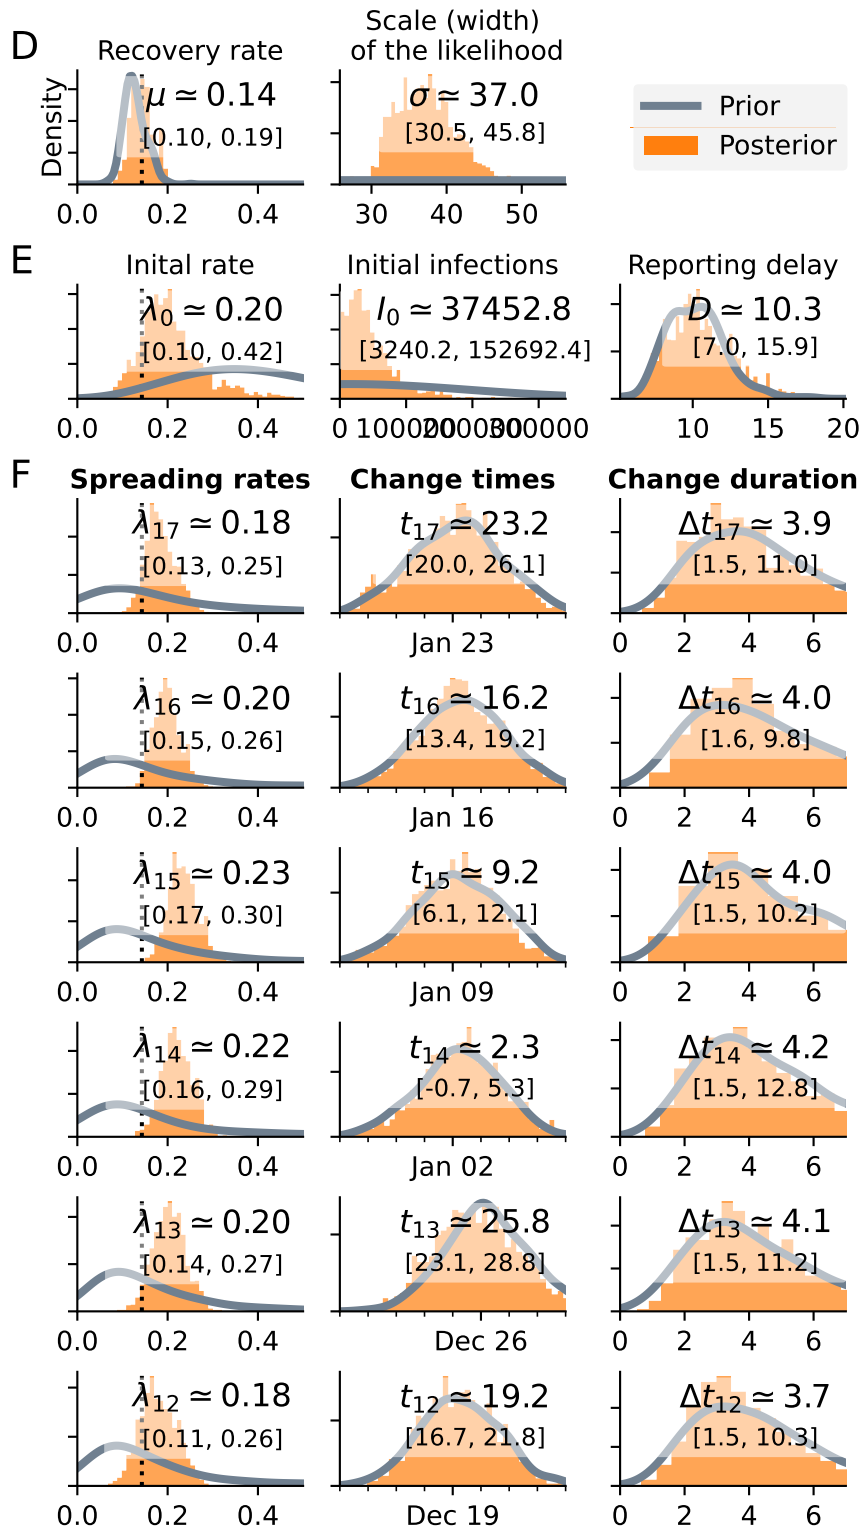 D
Recovery rate
Scale (width)
of the likelihood
Density
μ ≃ 0.14
[0.10, 0.19]
σ ≃ 37.0
[30.5, 45.8]
Prior
Posterior
0.0 0.2 0.4
30 40 50
E
Inital rate
Initial infections
Reporting delay
λ0 ≃ 0.20
[0.10, 0.42]
I0 ≃ 37452.8
[3240.2, 152692.4]
D ≃ 10.3
[7.0, 15.9]
0.0 0.2 0.4
0 100000 200000 300000
10 15 20
F
Spreading rates
Change times
Change duration
λ17 ≃ 0.18
[0.13, 0.25]
t17 ≃ 23.2
[20.0, 26.1]
Δt17 ≃ 3.9
[1.5, 11.0]
0.0 0.2 0.4
Jan 23
0 2 4 6
λ16 ≃ 0.20
[0.15, 0.26]
t16 ≃ 16.2
[13.4, 19.2]
Δt16 ≃ 4.0
[1.6, 9.8]
0.0 0.2 0.4
Jan 16
0 2 4 6
λ15 ≃ 0.23
[0.17, 0.30]
t15 ≃ 9.2
[6.1, 12.1]
Δt15 ≃ 4.0
[1.5, 10.2]
0.0 0.2 0.4
Jan 09
0 2 4 6
λ14 ≃ 0.22
[0.16, 0.29]
t14 ≃ 2.3
[-0.7, 5.3]
Δt14 ≃ 4.2
[1.5, 12.8]
0.0 0.2 0.4
Jan 02
0 2 4 6
λ13 ≃ 0.20
[0.14, 0.27]
t13 ≃ 25.8
[23.1, 28.8]
Δt13 ≃ 4.1
[1.5, 11.2]
0.0 0.2 0.4
Dec 26
0 2 4 6
λ12 ≃ 0.18
[0.11, 0.26]
t12 ≃ 19.2
[16.7, 21.8]
Δt12 ≃ 3.7
[1.5, 10.3]
0.0 0.2 0.4
Dec 19
0 2 4 6